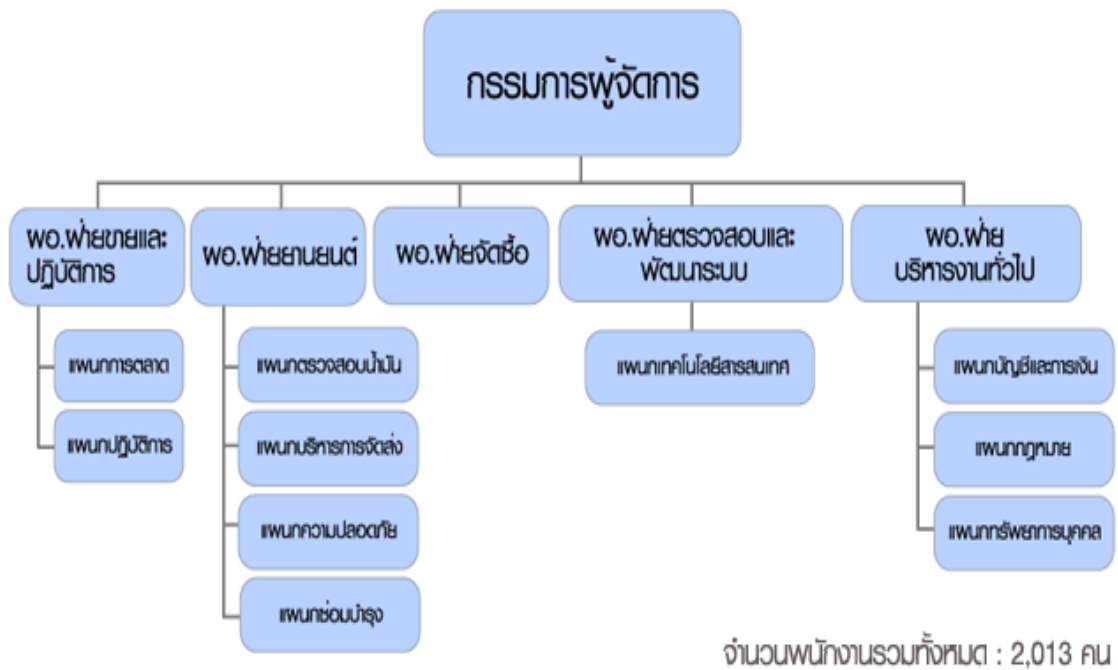 กรรมการผู้จัดการ
ผอ.ฝ่ายขายและ
ปฏิบัติการ
ผอ.ฝ่ายยานยนต์
ผอ.ฝ่ายจัดซื้อ
ผอ.ฝ่ายตรวจสอบและ
พัฒนาระบบ
ผอ.ฝ่าย
บริหารงานทั่วไป
แผนกการตลาด
แผนกปฏิบัติการ
แผนกตรวจสอบน้ำมัน
แผนกบริหารการจัดส่ง
แผนกความปลอดภัย
แผนกซ่อมบำรุง
แผนกเทคโนโลยีสารสนเทศ
แผนกบัญชีและการเงิน
แผนกกฎหมาย
แผนกทรัพยาการบุคคล
จำนวนพนักงานรวมทั้งหมด : 2,013 คน